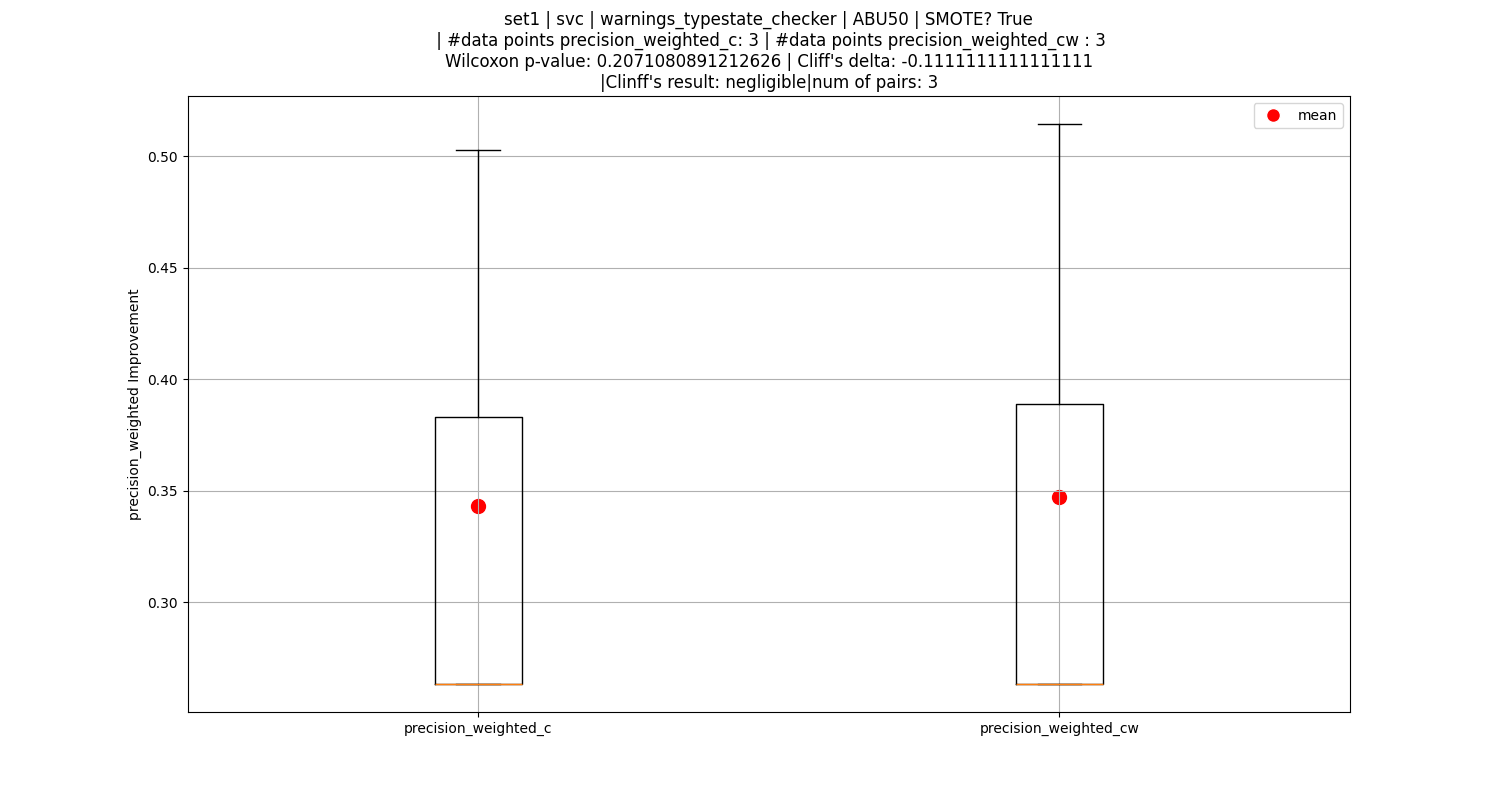 set1 | svc | warnings_typestate_checker | ABU50 | SMOTE? True
| #data points precision_weighted_c: 3 | #data points precision_weighted_cw : 3
Wilcoxon p-value: 0.2071080891212626 | Cliff's delta: -0.1111111111111111
|Clinff's result: negligible|num of pairs: 3
mean
0.50
0.45
0.40
0.35
0.30
precision_weighted Improvement
precision_weighted_c
precision_weighted_cw